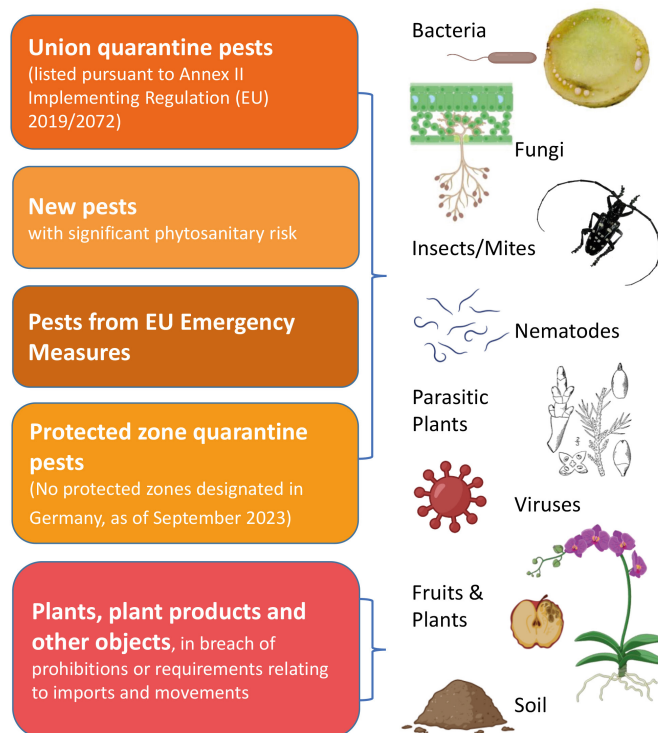 Union quarantine pests
(listed pursuant to Annex II
Implementing Regulation (EU)
2019/2072)
New pests
with significant phytosanitary risk
Pests from EU Emergency
Measures
Protected zone quarantine
pests
(No protected zones designated in
Germany, as of September 2023)
Plants, plant products and
other objects, in breach of
prohibitions or requirements relating
to imports and movements
Bacteria
Fungi
Insects/Mites
Nematodes
Parasitic
Plants
Viruses
Fruits &
Plants
Soil